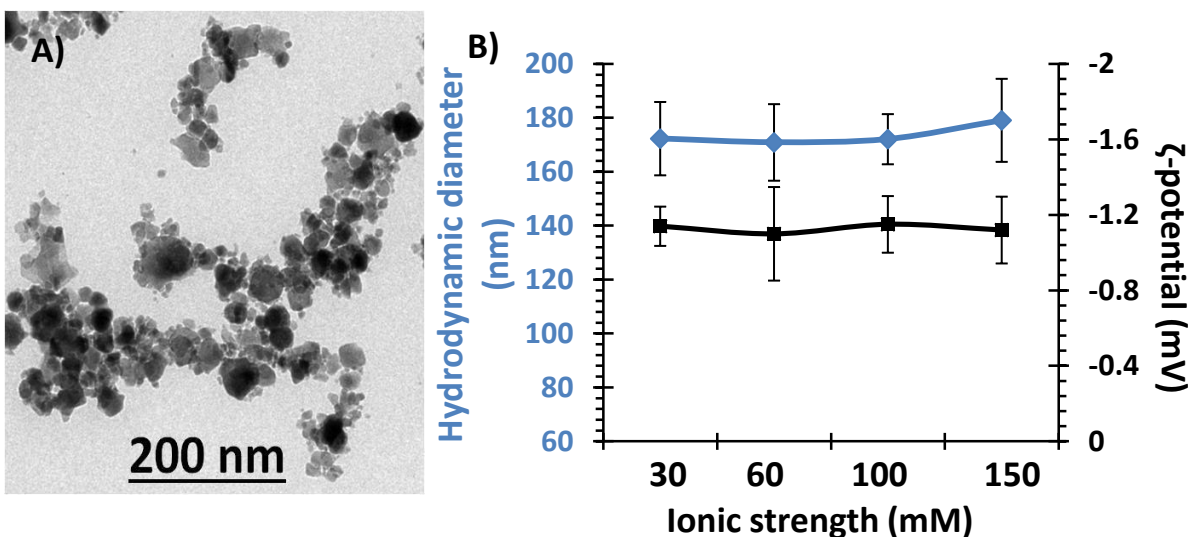 A)
200 nm
B)
Hydrodynamic diameter
(nm)
200
180
160
140
120
100
80
60
-2
-1.6
-1.2
-0.8
-0.4
0
ζ-potential (mV)
30 60 100 150
Ionic strength (mM)